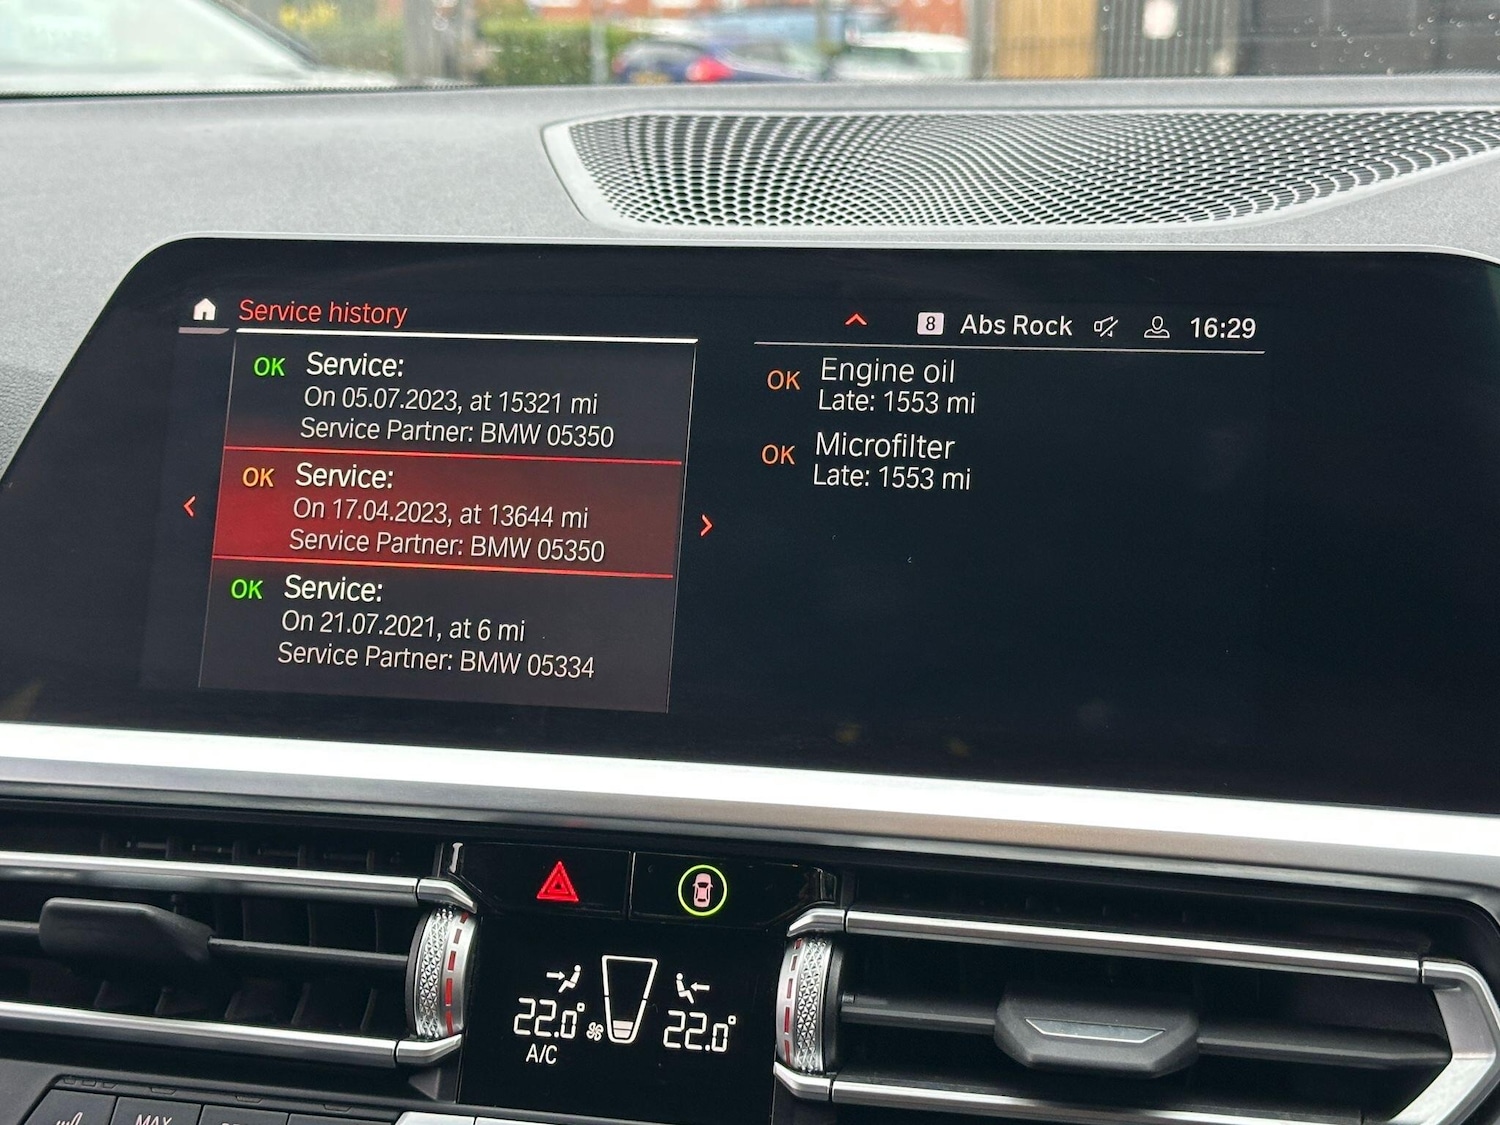 Service history
8 Abs Rock 16:29
OK Service:
On 05.07.2023, at 15321 mi
Service Partner: BMW 05350
OK Service:
On 17.04.2023, at 13644 mi
Service Partner: BMW 05350
OK Service:
On 21.07.2021, at 6 mi
Service Partner: BMW 05334
OK Engine oil
Late: 1553 mi
OK Microfilter
Late: 1553 mi
22.0° 22.0°
A/C
MAX